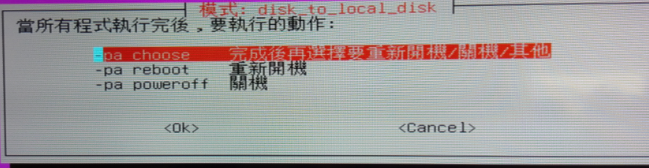 模式: disk_to_local_disk
當所有程式執行完後,要執行的動作:
-pa choose 完成後再選擇要重新開機/關機/其他
-pa reboot 重新開機
-pa poweroff 關機
<Ok> <Cancel>